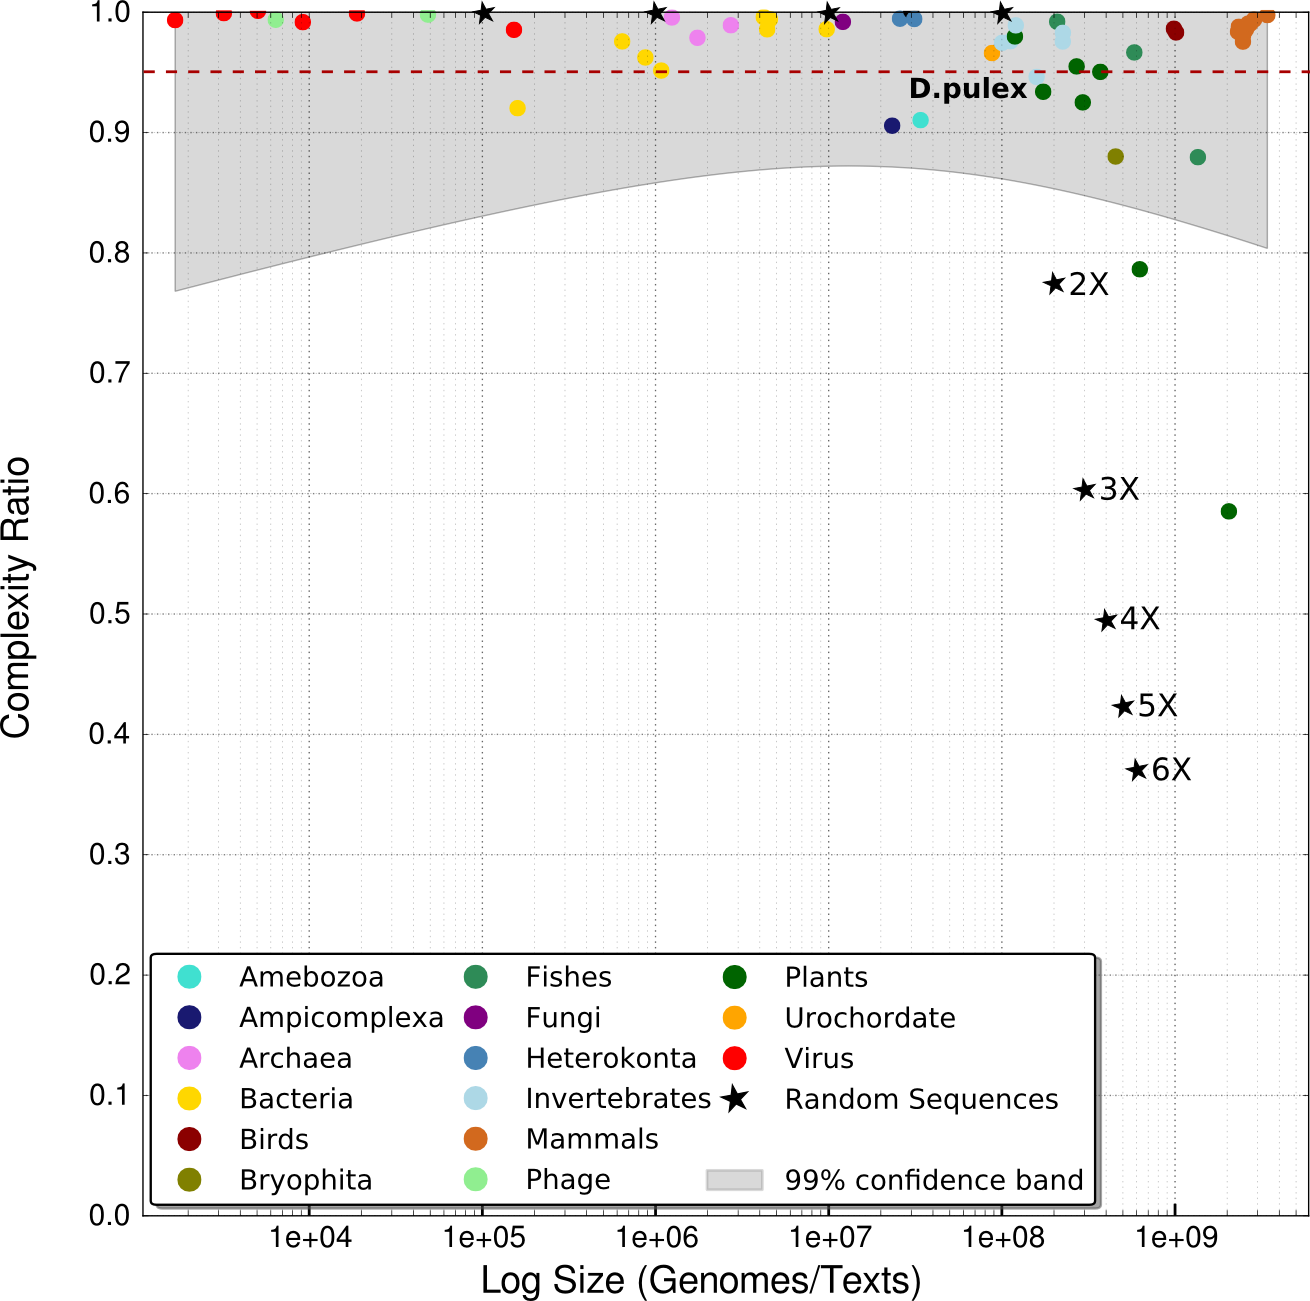 1.0
0.9
0.8
0.7
0.6
0.5
0.4
0.3
0.2
0.1
0.0
Complexity Ratio
D.pulex
2X
3X
4X
5X
6X
Amebozoa
Ampicomplexa
Archaea
Bacteria
Birds
Bryophita
Fishes
Fungi
Heterokonta
Invertebrates
Mammals
Phage
Plants
Urochordate
Virus
Random Sequences
99% confidence band
1e+04 1e+05 1e+06 1e+07 1e+08 1e+09
Log Size (Genomes/Texts)